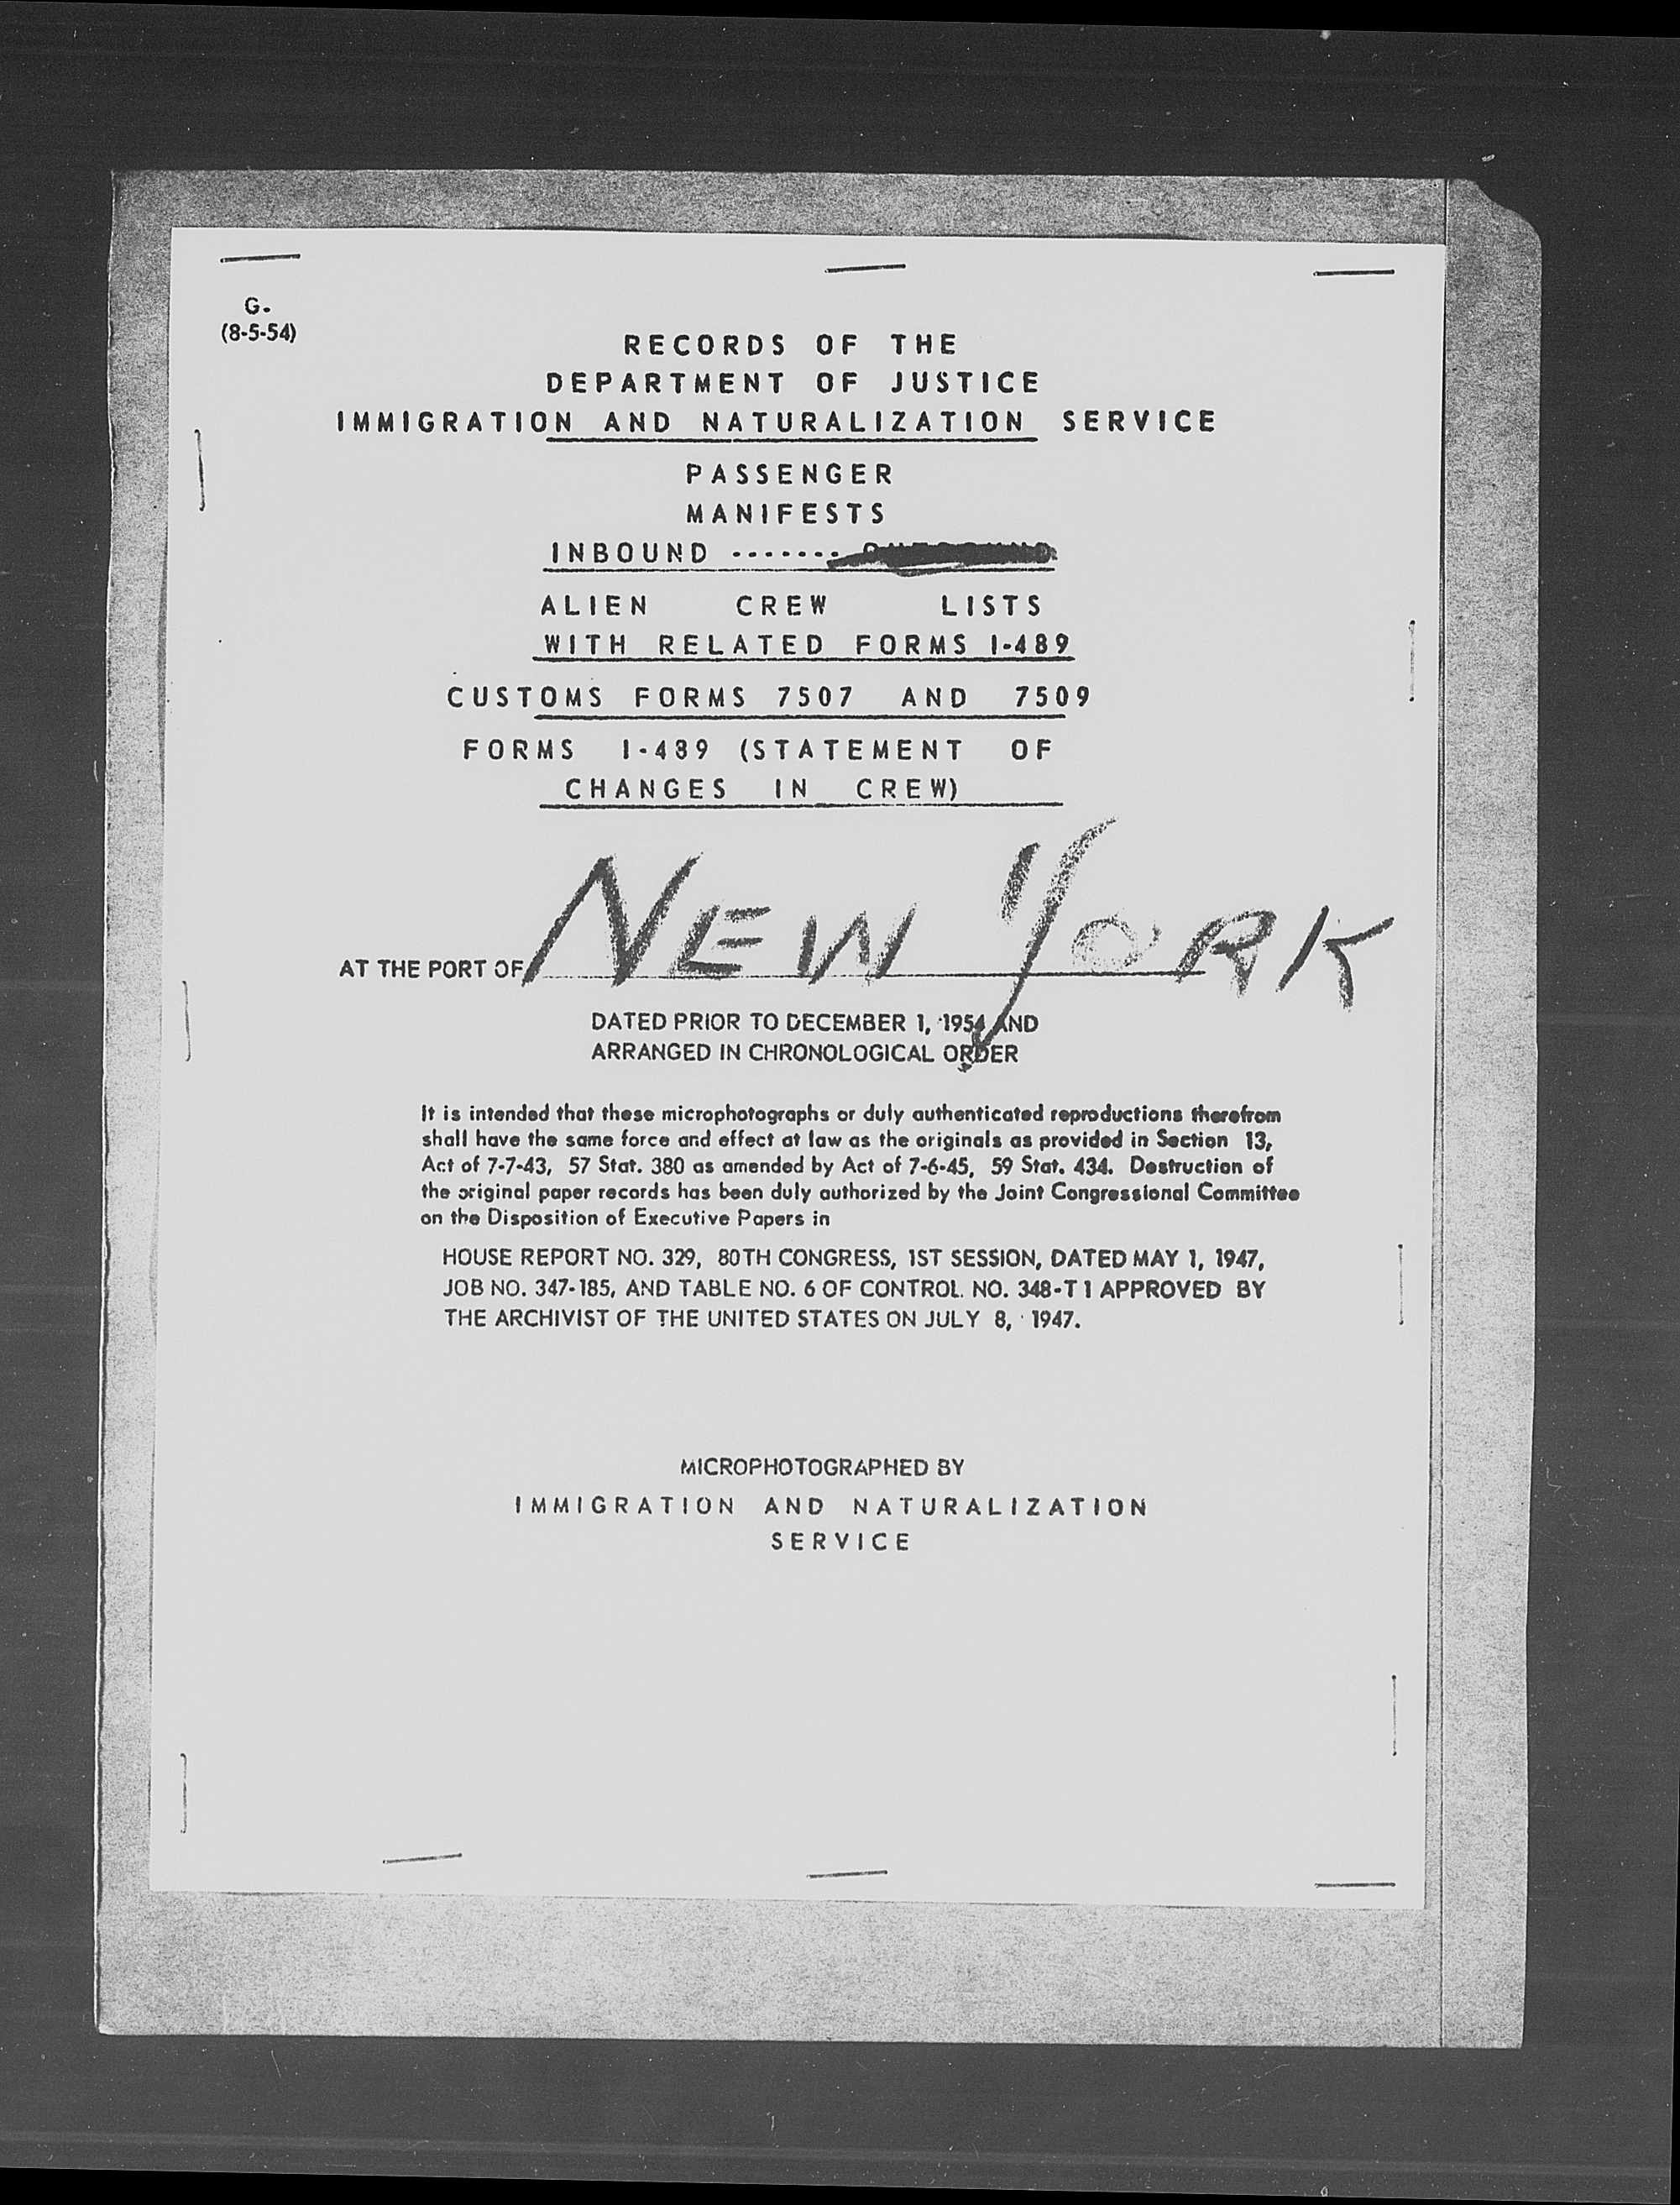 G.
(8-5-54)
RECORDS OF THE
DEPARTMENT OF JUSTICE
IMMIGRATION AND NATURALIZATION SERVICE
PASSENGER
MANIFESTS
INBOUND -------
ALIEN CREW LISTS
WITH RELATED FORMS I-489
CUSTOMS FORMS 7507 AND 7509
FORMS I-489 (STATEMENT OF
CHANGES IN CREW)
AT THE PORT OF NEW YORK
DATED PRIOR TO DECEMBER 1, 1954 AND
ARRANGED IN CHRONOLOGICAL ORDER
It is intended that these microphotographs or duly authenticated reproductions therefrom
shall have the same force and effect at law as the originals as provided in Section 13,
Act of 7-7-43, 57 Stat. 380 as amended by Act of 7-6-45, 59 Stat. 434. Destruction of
the original paper records has been duly authorized by the Joint Congressional Committee
on the Disposition of Executive Papers in
HOUSE REPORT NO. 329, 80TH CONGRESS, 1ST SESSION, DATED MAY 1, 1947,
JOB NO. 347-185, AND TABLE NO. 6 OF CONTROL NO. 348-T1 APPROVED BY
THE ARCHIVIST OF THE UNITED STATES ON JULY 8, 1947.
MICROPHOTOGRAPHED BY
IMMIGRATION AND NATURALIZATION
SERVICE